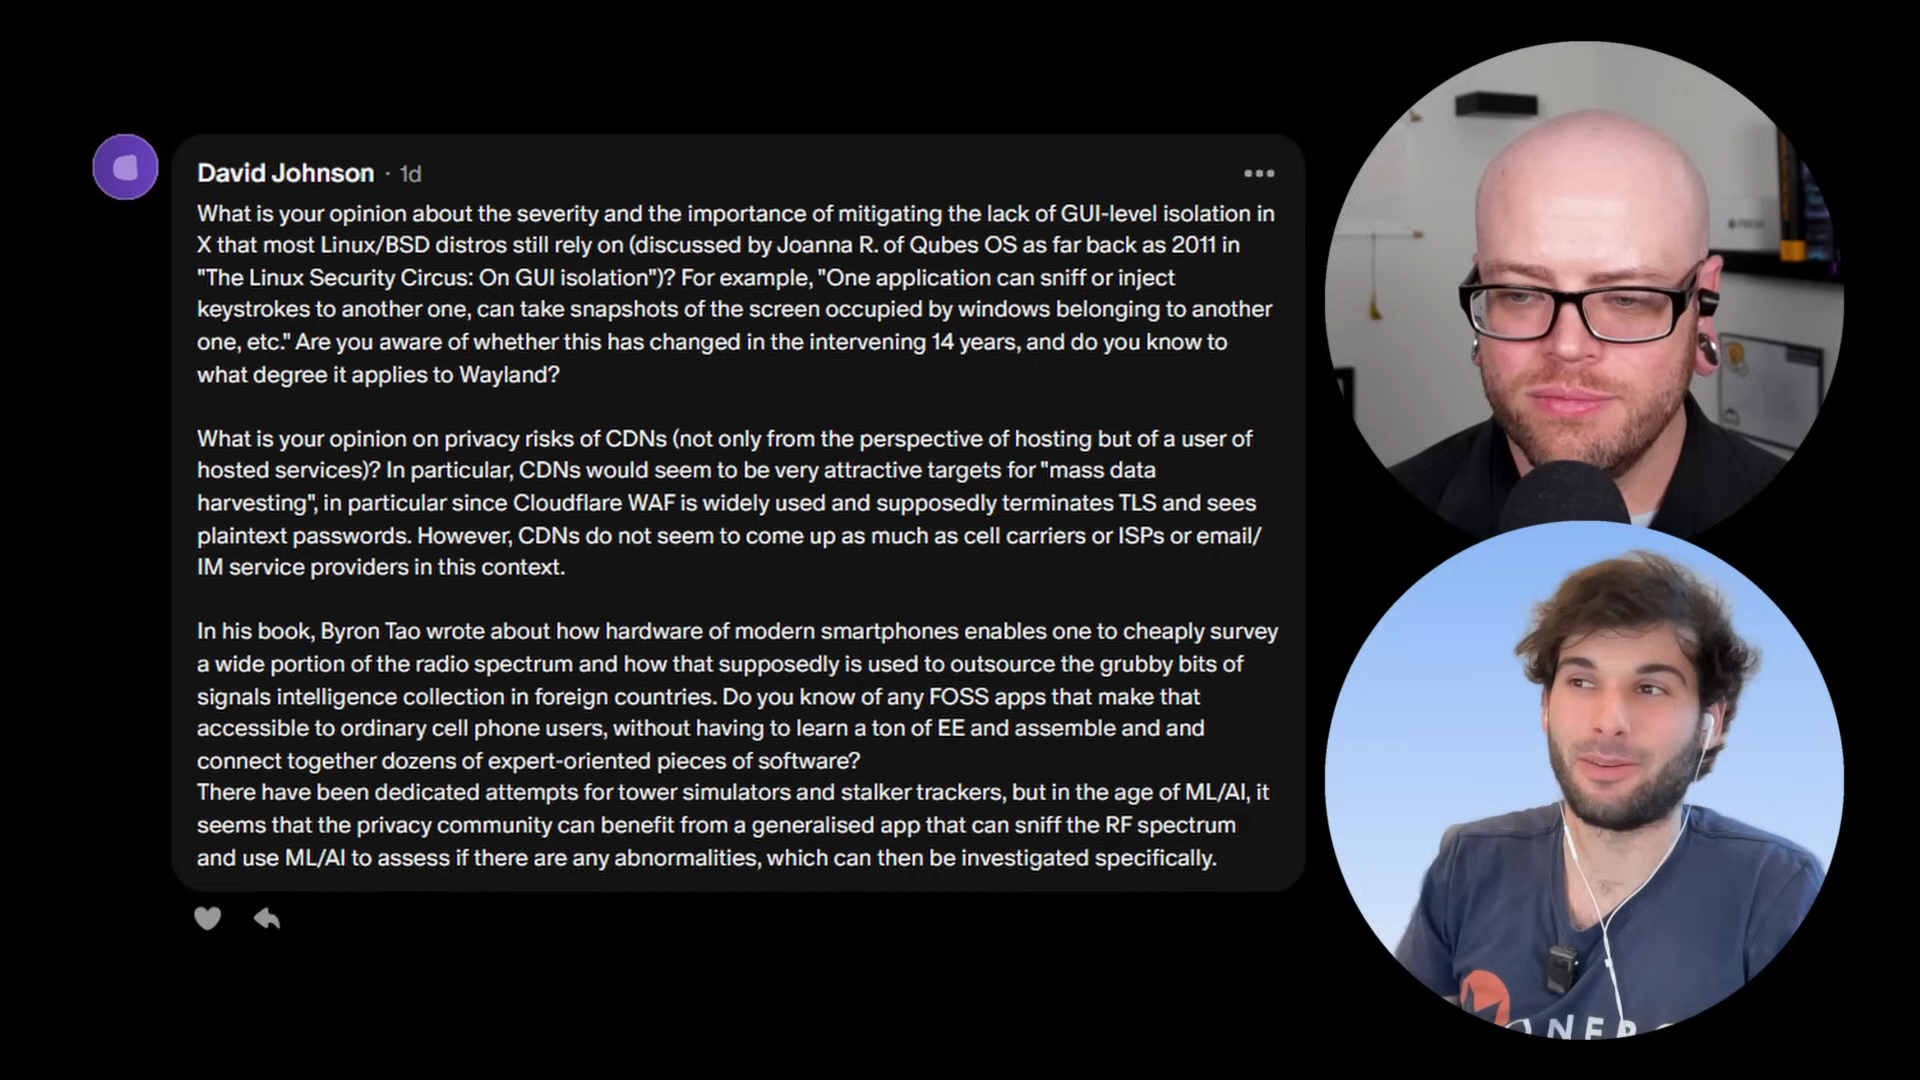 David Johnson · 1d
What is your opinion about the severity and the importance of mitigating the lack of GUI-level isolation in
X that most Linux/BSD distros still rely on (discussed by Joanna R. of Qubes OS as far back as 2011 in
"The Linux Security Circus: On GUI isolation")? For example, "One application can sniff or inject
keystrokes to another one, can take snapshots of the screen occupied by windows belonging to another
one, etc." Are you aware of whether this has changed in the intervening 14 years, and do you know to
what degree it applies to Wayland?
What is your opinion on privacy risks of CDNs (not only from the perspective of hosting but of a user of
hosted services)? In particular, CDNs would seem to be very attractive targets for "mass data
harvesting", in particular since Cloudflare WAF is widely used and supposedly terminates TLS and sees
plaintext passwords. However, CDNs do not seem to come up as much as cell carriers or ISPs or email/
IM service providers in this context.
In his book, Byron Tao wrote about how hardware of modern smartphones enables one to cheaply survey
a wide portion of the radio spectrum and how that supposedly is used to outsource the grubby bits of
signals intelligence collection in foreign countries. Do you know of any FOSS apps that make that
accessible to ordinary cell phone users, without having to learn a ton of EE and assemble and and
connect together dozens of expert-oriented pieces of software?
There have been dedicated attempts for tower simulators and stalker trackers, but in the age of ML/AI, it
seems that the privacy community can benefit from a generalised app that can sniff the RF spectrum
and use ML/AI to assess if there are any abnormalities, which can then be investigated specifically.